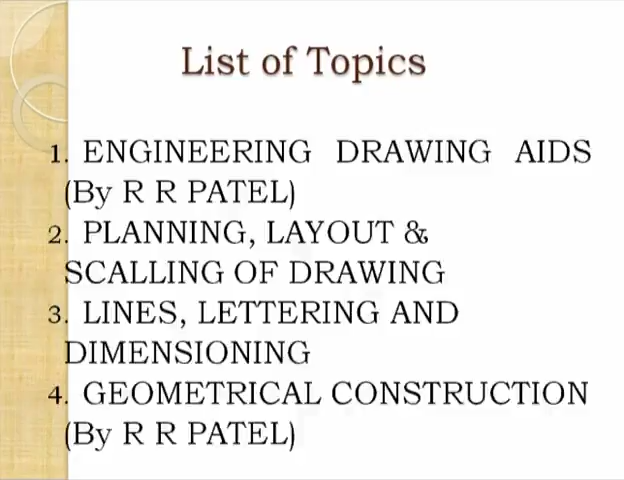 List of Topics
1. ENGINEERING DRAWING AIDS
(By R R PATEL)
2. PLANNING, LAYOUT &
SCALLING OF DRAWING
3. LINES, LETTERING AND
DIMENSIONING
4. GEOMETRICAL CONSTRUCTION
(By R R PATEL)